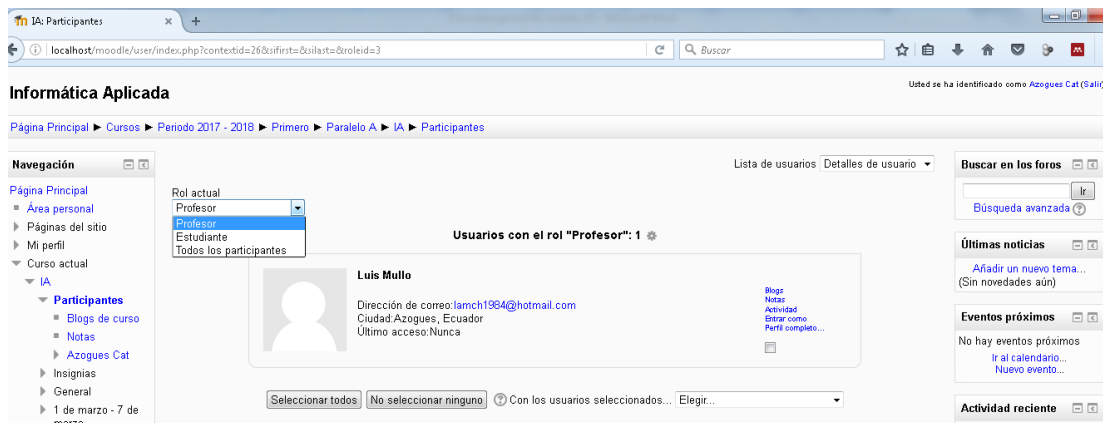 IA: Participantes
localhost/moodle/user/index.php?contextid=26&sifirst=&silast=&roleid=3
Buscar
Informática Aplicada
Usted se ha identificado como Azogues Cat (Salir)
Página Principal ► Cursos ► Periodo 2017 - 2018 ► Primero ► Paralelo A ► IA ► Participantes
Navegación
Página Principal
Área personal
Páginas del sitio
Mi perfil
Curso actual
IA
Participantes
Blogs de curso
Notas
Azogues Cat
Insignias
General
1 de marzo - 7 de
marzo
Lista de usuarios Detalles de usuario
Rol actual
Profesor
Profesor
Estudiante
Todos los participantes
Usuarios con el rol "Profesor": 1
Luis Mullo
Dirección de correo:lamch1984@hotmail.com
Ciudad:Azogues, Ecuador
Último acceso:Nunca
Blogs
Notas
Actividad
Entrar como
Perfil completo...
Seleccionar todos No seleccionar ninguno Con los usuarios seleccionados... Elegir...
Buscar en los foros
Ir
Búsqueda avanzada
Últimas noticias
Añadir un nuevo tema...
(Sin novedades aún)
Eventos próximos
No hay eventos próximos
Ir al calendario...
Nuevo evento...
Actividad reciente